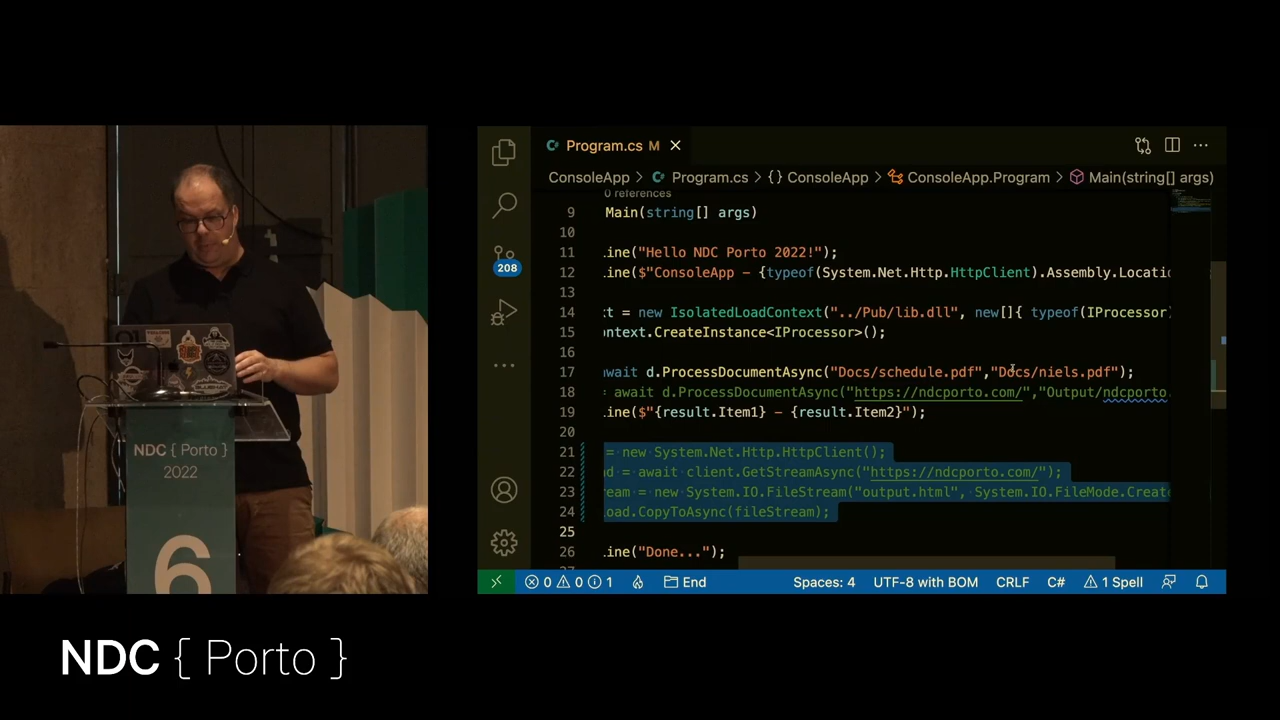 Program.cs M
ConsoleApp > Program.cs > {} ConsoleApp > ConsoleApp.Program > Main(string[] args)
0 references
9 Main(string[] args)
10
11 ine("Hello NDC Porto 2022!");
12 ine($"ConsoleApp - {typeof(System.Net.Http.HttpClient).Assembly.Locatio
13
14 t = new IsolatedLoadContext("../Pub/lib.dll", new[]{ typeof(IProcessor)
15 ontext.CreateInstance<IProcessor>();
16
17 await d.ProcessDocumentAsync("Docs/schedule.pdf","Docs/niels.pdf");
18 = await d.ProcessDocumentAsync("https://ndcporto.com/","Output/ndcporto.
19 ine($"{result.Item1} - {result.Item2}");
20
21 = new System.Net.Http.HttpClient();
22 d = await client.GetStreamAsync("https://ndcporto.com/");
23 ream = new System.IO.FileStream("output.html", System.IO.FileMode.Create
24 oad.CopyToAsync(fileStream);
25
26 ine("Done...");
27
208
0 0 1 End Spaces: 4 UTF-8 with BOM CRLF C# 1 Spell
NDC { Porto }
2022
6
NDC { Porto }